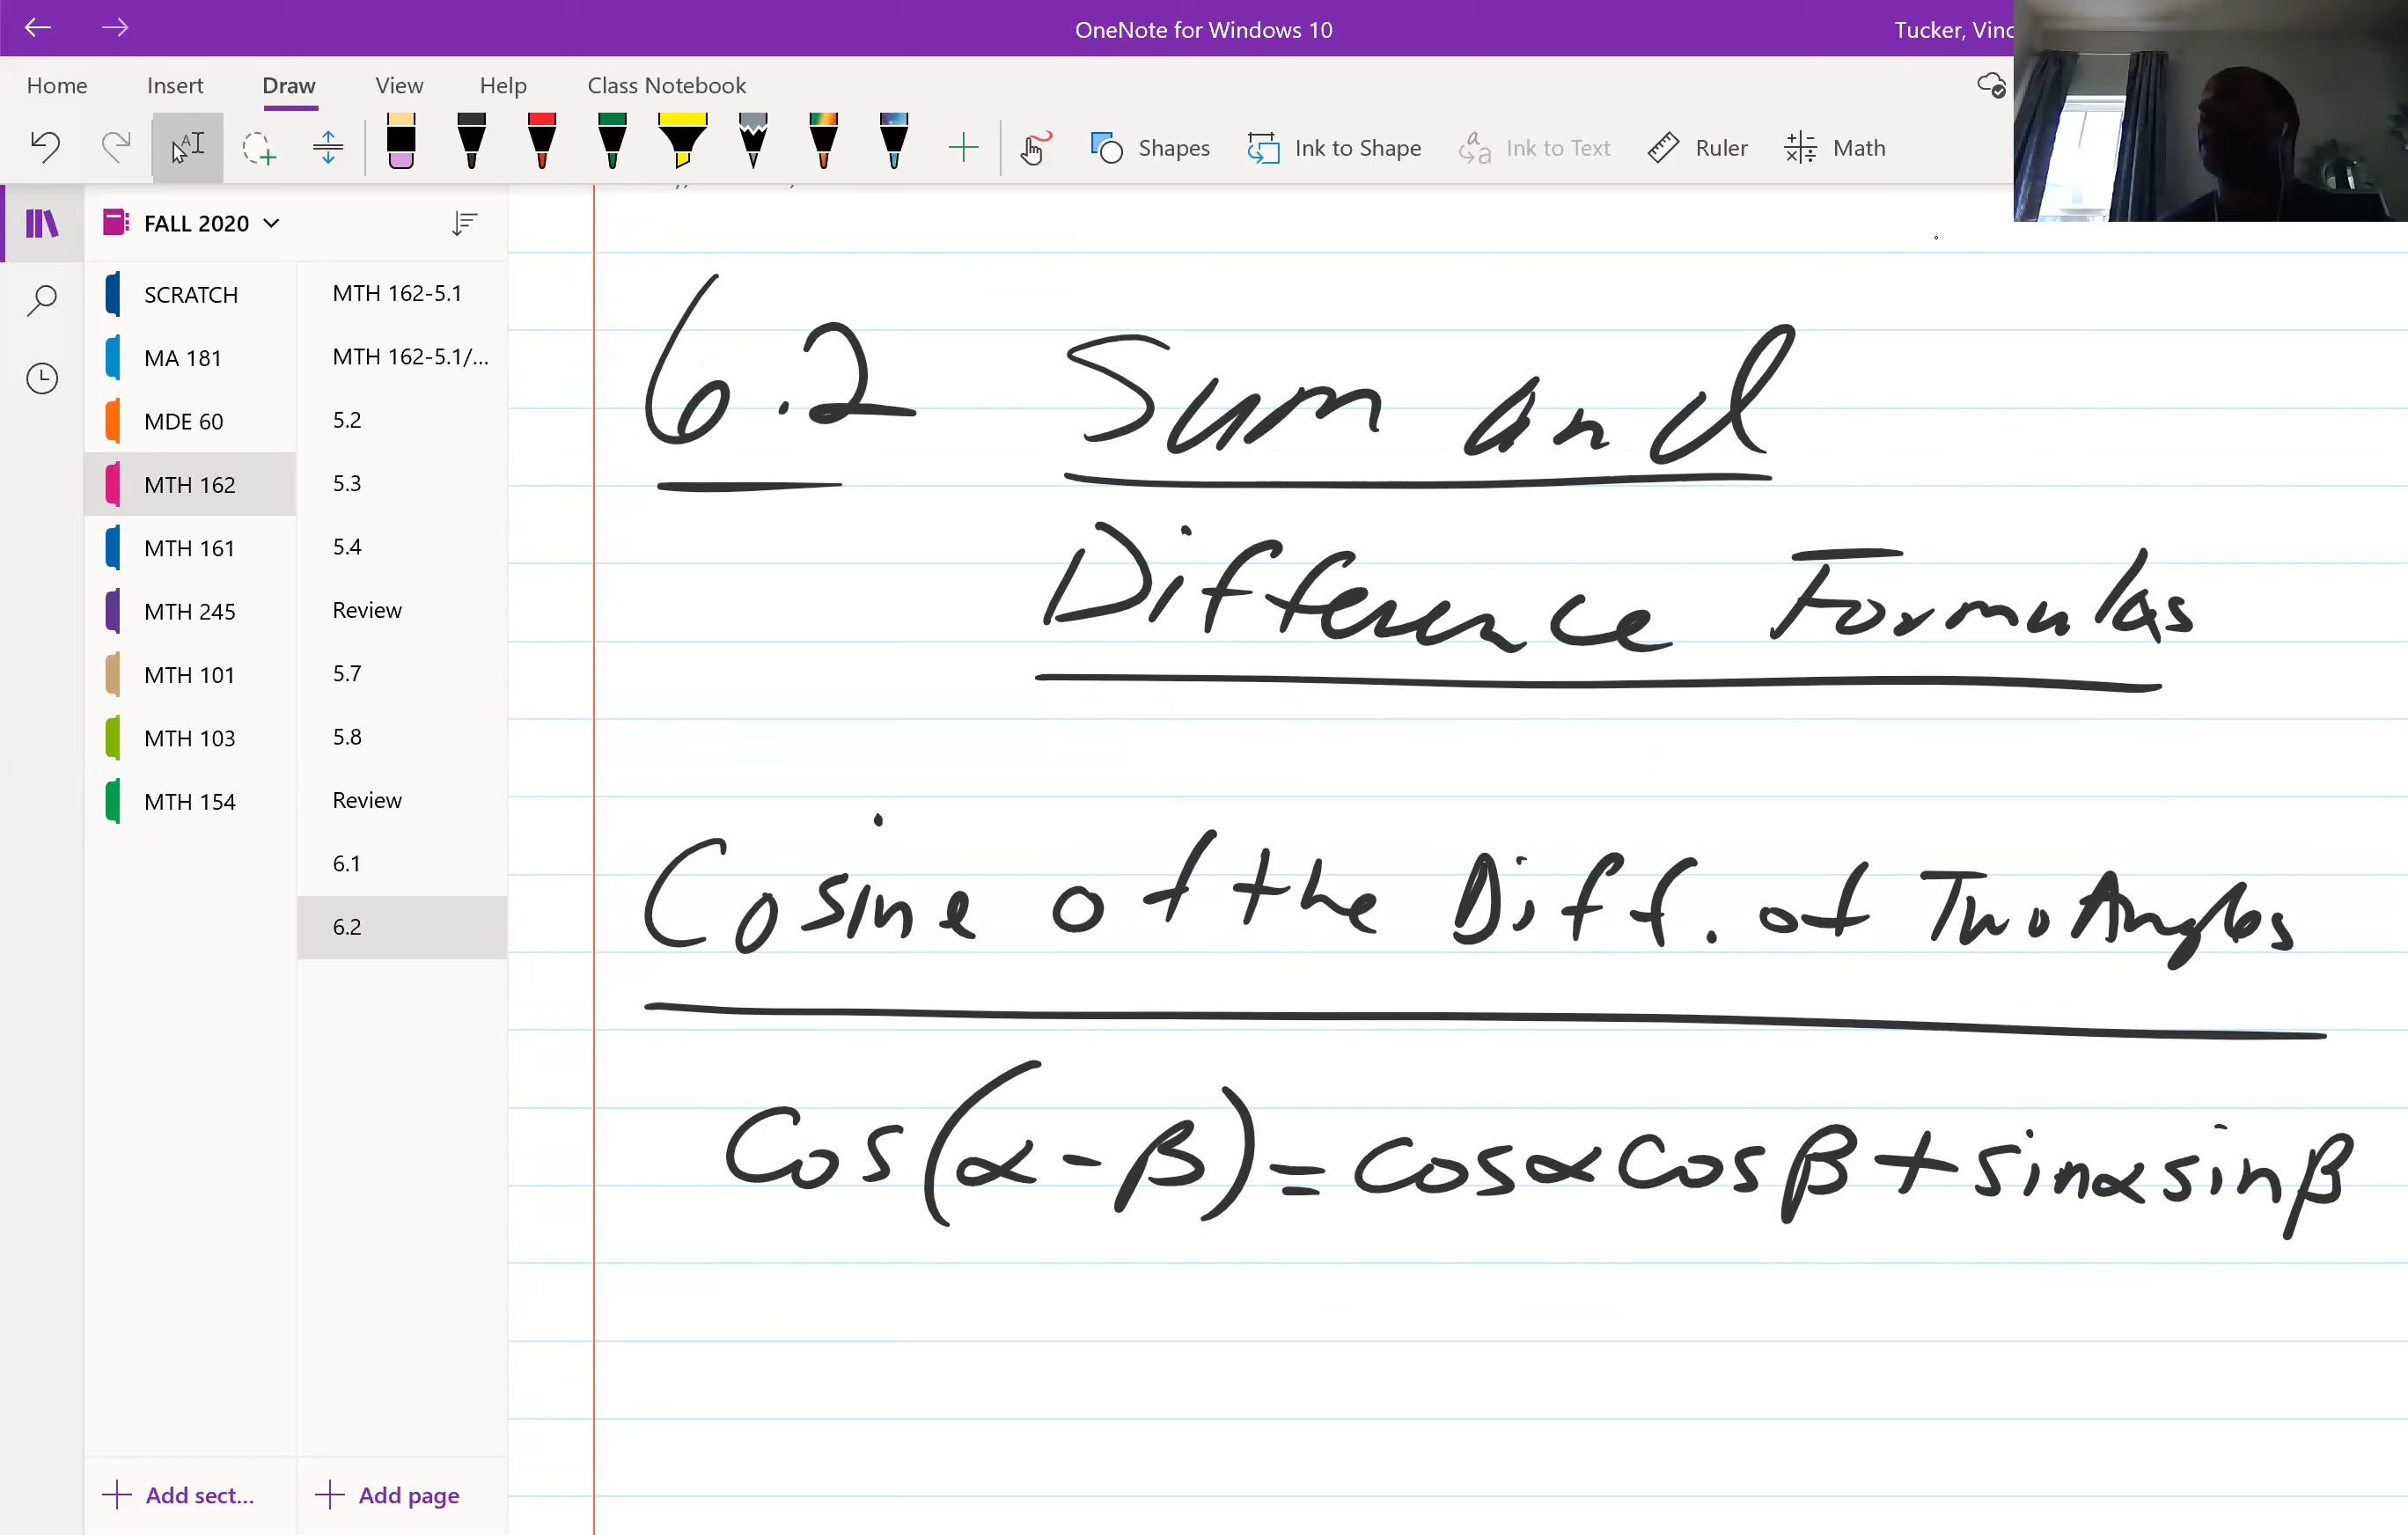 OneNote for Windows 10
Tucker, Vinc
Home Insert Draw View Help Class Notebook
Shapes Ink to Shape Ink to Text Ruler Math
FALL 2020
SCRATCH
MA 181
MDE 60
MTH 162
MTH 161
MTH 245
MTH 101
MTH 103
MTH 154
Add sect...
MTH 162-5.1
MTH 162-5.1/...
5.2
5.3
5.4
Review
5.7
5.8
Review
6.1
6.2
Add page
6.2 Sum and
Difference Formulas
Cosine of the Diff. of Two Angles
Cos(α-β)=cosαcosβ+sinαsinβ